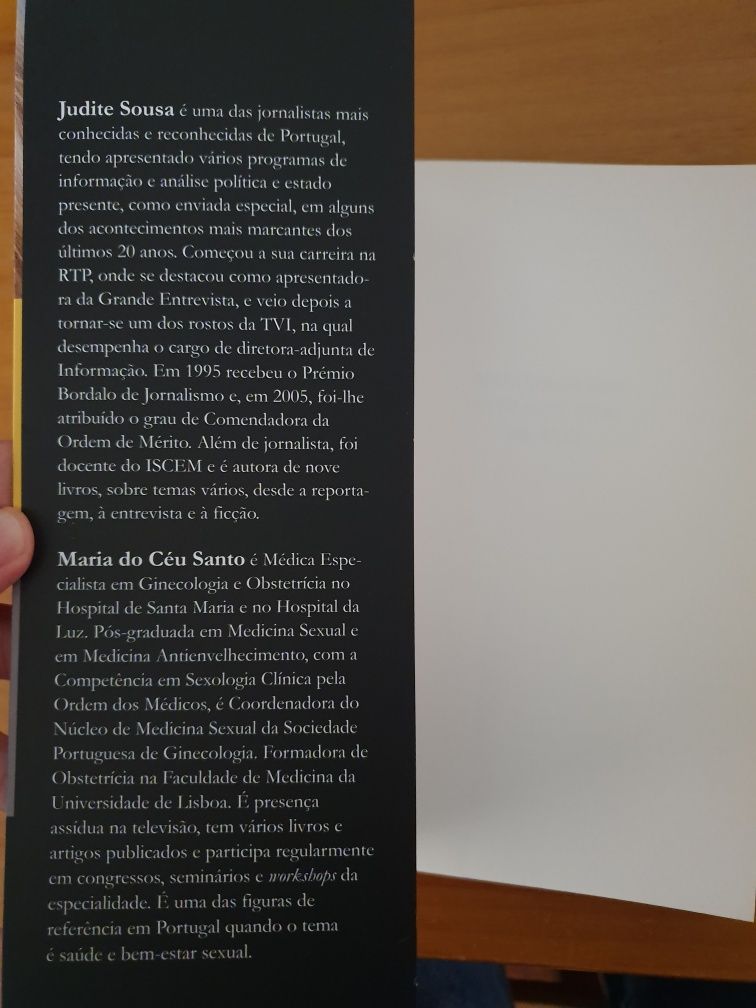 Judite Sousa é uma das jornalistas mais
conhecidas e reconhecidas de Portugal,
tendo apresentado vários programas de
informação e análise política e estado
presente, como enviada especial, em alguns
dos acontecimentos mais marcantes dos
últimos 20 anos. Começou a sua carreira na
RTP, onde se destacou como apresentado-
ra da Grande Entrevista, e veio depois a
tornar-se um dos rostos da TVI, na qual
desempenha o cargo de diretora-adjunta de
Informação. Em 1995 recebeu o Prémio
Bordalo de Jornalismo e, em 2005, foi-lhe
atribuído o grau de Comendadora da
Ordem de Mérito. Além de jornalista, foi
docente do ISCEM e é autora de nove
livros, sobre temas vários, desde a reporta-
gem, à entrevista e à ficção.
Maria do Céu Santo é Médica Espe-
cialista em Ginecologia e Obstetrícia no
Hospital de Santa Maria e no Hospital da
Luz. Pós-graduada em Medicina Sexual e
em Medicina Antienvelhecimento, com a
Competência em Sexologia Clínica pela
Ordem dos Médicos, é Coordenadora do
Núcleo de Medicina Sexual da Sociedade
Portuguesa de Ginecologia. Formadora de
Obstetrícia na Faculdade de Medicina da
Universidade de Lisboa. É presença
assídua na televisão, tem vários livros e
artigos publicados e participa regularmente
em congressos, seminários e workshops da
especialidade. É uma das figuras de
referência em Portugal quando o tema
é saúde e bem-estar sexual.